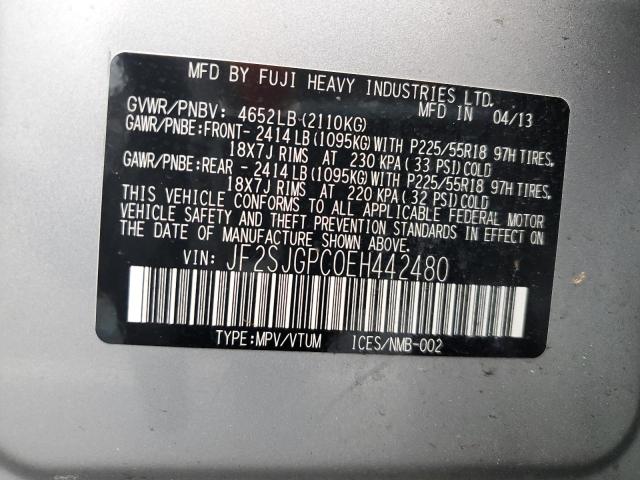 MFD BY FUJI HEAVY INDUSTRIES LTD.
MFD IN 04/13
GVWR/PNBV: 4652LB(2110KG)
GAWR/PNBE:FRONT- 2414LB(1095KG)WITH P225/55R18 97H TIRES,
18X7J RIMS AT 230 KPA (33 PSI)COLD
GAWR/PNBE:REAR - 2414LB(1095KG)WITH P225/55R18 97H TIRES,
18X7J RIMS AT 220 KPA (32 PSI)COLD
THIS VEHICLE CONFORMS TO ALL APPLICABLE FEDERAL MOTOR
VEHICLE SAFETY AND THEFT PREVENTION STANDARDS IN EFFECT ON
THE DATE OF MANUFACTURE SHOWN ABOVE.
VIN: JF2SJGPC0EH442480
TYPE:MPV/VTUM ICES/NMB-002